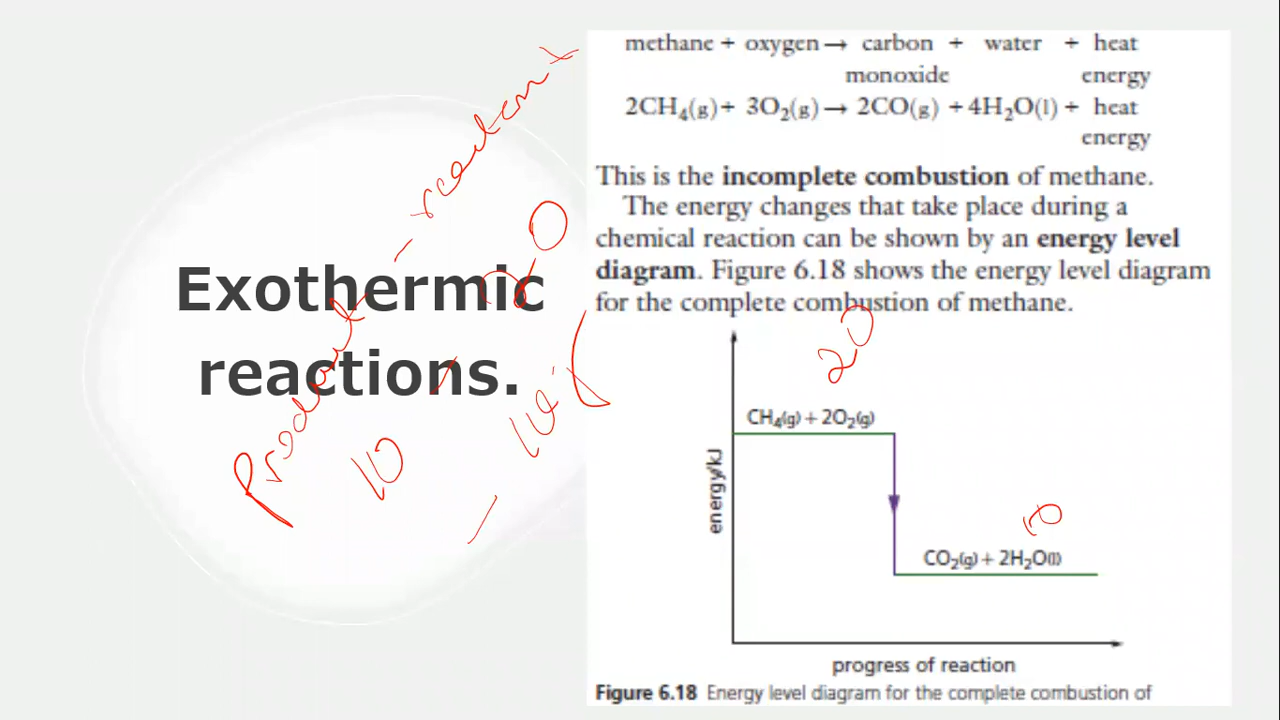 Exothermic
reactions.
Product - reactant
10 - 20
- 10
methane + oxygen → carbon + water + heat
monoxide energy
2CH₄(g) + 3O₂(g) → 2CO(g) + 4H₂O(l) + heat
energy
This is the incomplete combustion of methane.
The energy changes that take place during a
chemical reaction can be shown by an energy level
diagram. Figure 6.18 shows the energy level diagram
for the complete combustion of methane.
20
CH₄(g) + 2O₂(g)
energy/kJ
10
CO₂(g) + 2H₂O(l)
progress of reaction
Figure 6.18 Energy level diagram for the complete combustion of